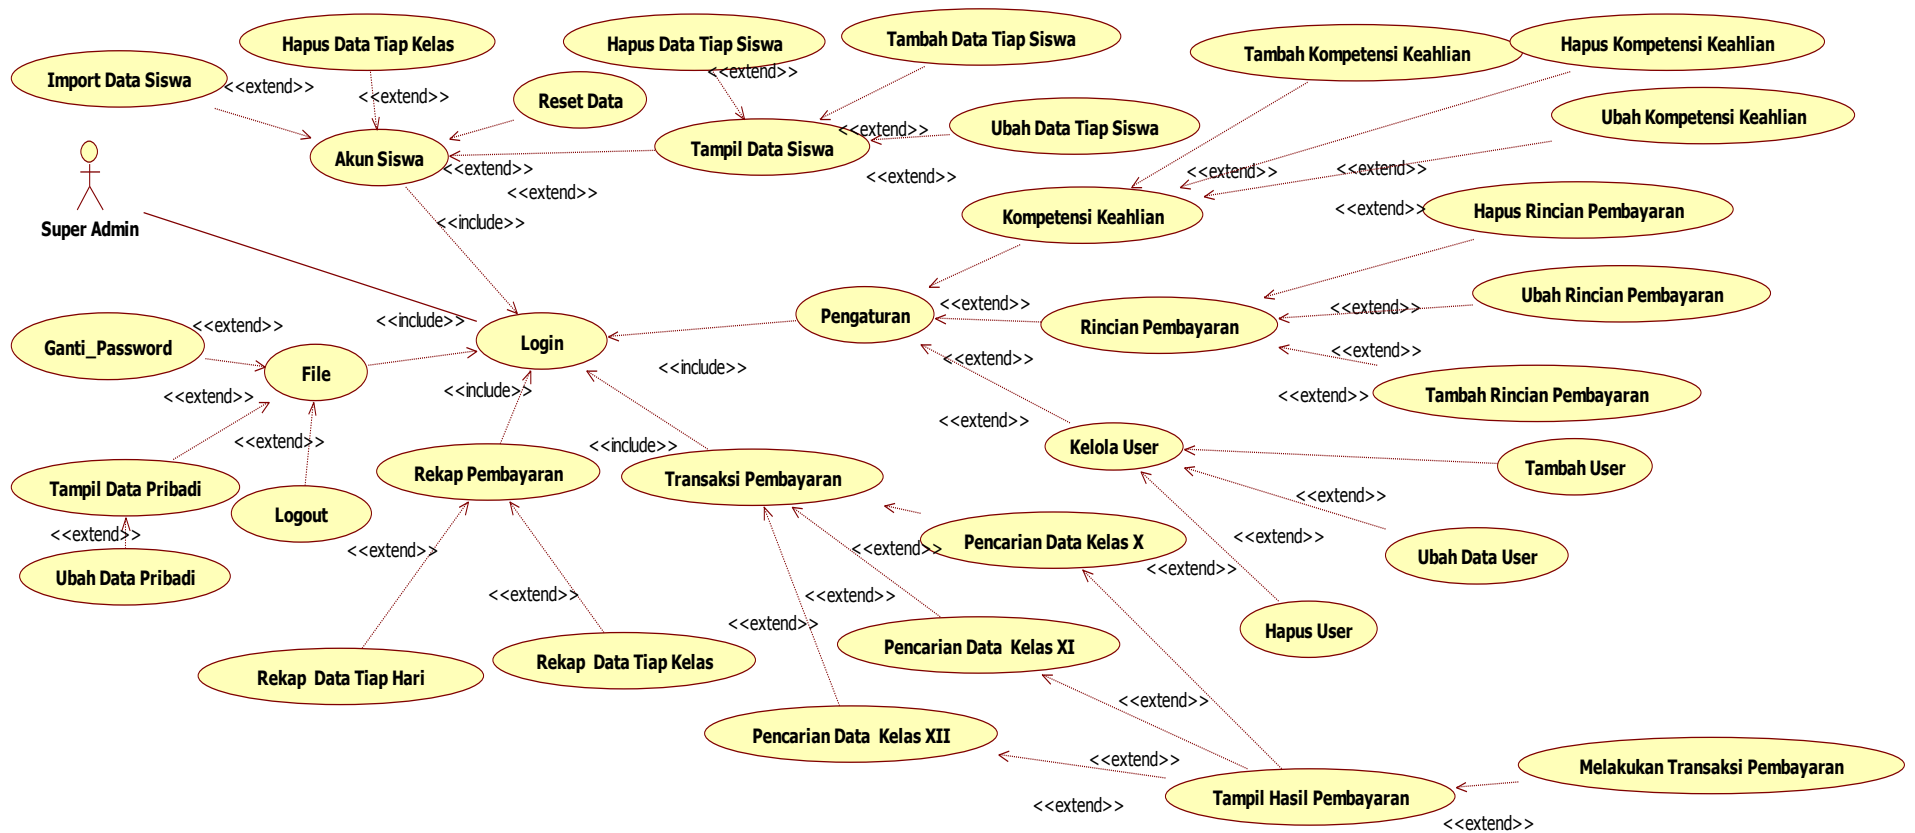 Hapus Data Tiap Kelas
Hapus Data Tiap Siswa
Tambah Data Tiap Siswa
Tambah Kompetensi Keahlian
Hapus Kompetensi Keahlian
Import Data Siswa
<<extend>>
<<extend>>
<<extend>>
Reset Data
Ubah Kompetensi Keahlian
<<extend>>
Ubah Data Tiap Siswa
Akun Siswa
Tampil Data Siswa
<<extend>>
<<extend>>
<<extend>>
<<extend>>
<<extend>>
<<extend>>
<<extend>>
Super Admin
<<include>>
Kompetensi Keahlian
Hapus Rincian Pembayaran
<<extend>>
<<extend>>
Ubah Rincian Pembayaran
<<extend>>
<<include>>
Pengaturan
Rincian Pembayaran
Ganti_Password
Login
File
<<include>>
<<extend>>
<<extend>>
<<extend>>
<<include>>
<<extend>>
Tambah Rincian Pembayaran
<<extend>>
<<extend>>
<<include>>
Kelola User
Rekap Pembayaran
Transaksi Pembayaran
Tambah User
Tampil Data Pribadi
<<extend>>
Logout
<<extend>>
<<extend>>
<<extend>>
<<extend>>
Pencarian Data Kelas X
Ubah Data User
Ubah Data Pribadi
<<extend>>
<<extend>>
<<extend>>
<<extend>>
Hapus User
Pencarian Data  Kelas XI
Rekap  Data Tiap Kelas
Rekap  Data Tiap Hari
<<extend>>
Pencarian Data  Kelas XII
<<extend>>
Melakukan Transaksi Pembayaran
Tampil Hasil Pembayaran
<<extend>>
<<extend>>